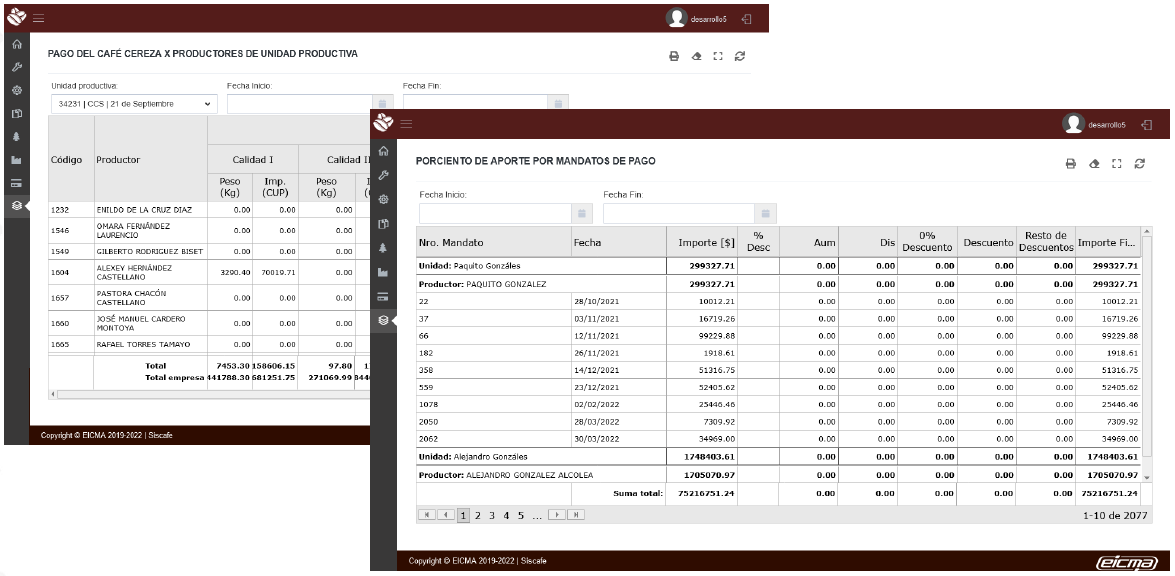 desarrollo5
PAGO DEL CAFÉ CEREZA X PRODUCTORES DE UNIDAD PRODUCTIVA
Unidad productiva: Fecha Inicio: Fecha Fin:
34231 | CCS | 21 de Septiembre
Código Productor Calidad I Calidad II
Peso (Kg) Imp. (CUP) Peso (Kg)
1232 ENILDO DE LA CRUZ DIAZ 0.00 0.00 0.00
1546 OMARA FERNÁNDEZ LAURENCIO 0.00 0.00 0.00
1549 GILBERTO RODRIGUEZ BISET 0.00 0.00 0.00
1604 ALEXEY HERNÁNDEZ CASTELLANO 3290.40 70019.71 0.00
1657 PASTORA CHACÓN CASTELLANO 0.00 0.00 0.00
1660 JOSÉ MANUEL CARDERO MONTOYA 0.00 0.00 0.00
1665 RAFAEL TORRES TAMAYO 0.00 0.00 0.00
Total 7453.30 158606.15 97.80
Total empresa 441788.30 681251.75 271069.99
Copyright © EICMA 2019-2022 | Siscafe
desarrollo5
PORCIENTO DE APORTE POR MANDATOS DE PAGO
Fecha Inicio: Fecha Fin:
Nro. Mandato Fecha Importe [$] % Desc Aum Dis 0% Descuento Descuento Resto de Descuentos Importe Fi...
Unidad: Paquito Gonzáles 299327.71 0.00 0.00 0.00 0.00 0.00 299327.71
Productor: PAQUITO GONZALEZ 299327.71 0.00 0.00 0.00 0.00 0.00 299327.71
22 28/10/2021 10012.21 0.00 0.00 0.00 0.00 0.00 10012.21
37 03/11/2021 16719.26 0.00 0.00 0.00 0.00 0.00 16719.26
66 12/11/2021 99229.88 0.00 0.00 0.00 0.00 0.00 99229.88
182 26/11/2021 1918.61 0.00 0.00 0.00 0.00 0.00 1918.61
358 14/12/2021 51316.75 0.00 0.00 0.00 0.00 0.00 51316.75
559 23/12/2021 52405.62 0.00 0.00 0.00 0.00 0.00 52405.62
1078 02/02/2022 25446.46 0.00 0.00 0.00 0.00 0.00 25446.46
2050 28/03/2022 7309.92 0.00 0.00 0.00 0.00 0.00 7309.92
2062 30/03/2022 34969.00 0.00 0.00 0.00 0.00 0.00 34969.00
Unidad: Alejandro Gonzáles 1748403.61 0.00 0.00 0.00 0.00 0.00 1748403.61
Productor: ALEJANDRO GONZALEZ ALCOLEA 1705070.97 0.00 0.00 0.00 0.00 0.00 1705070.97
Suma total: 75216751.24 0.00 0.00 0.00 0.00 0.00 75216751.24
1 2 3 4 5 ... 1-10 de 2077
Copyright © EICMA 2019-2022 | Siscafe
eicma